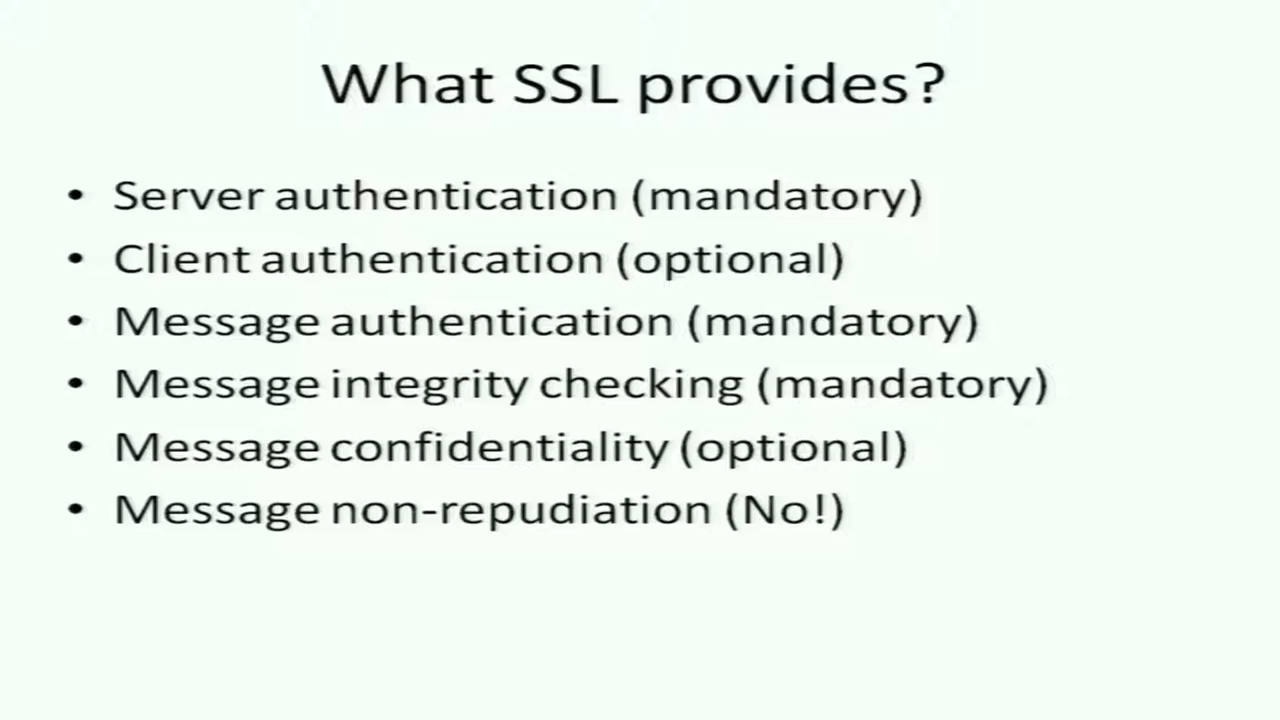 What SSL provides?
• Server authentication (mandatory)
• Client authentication (optional)
• Message authentication (mandatory)
• Message integrity checking (mandatory)
• Message confidentiality (optional)
• Message non-repudiation (No!)